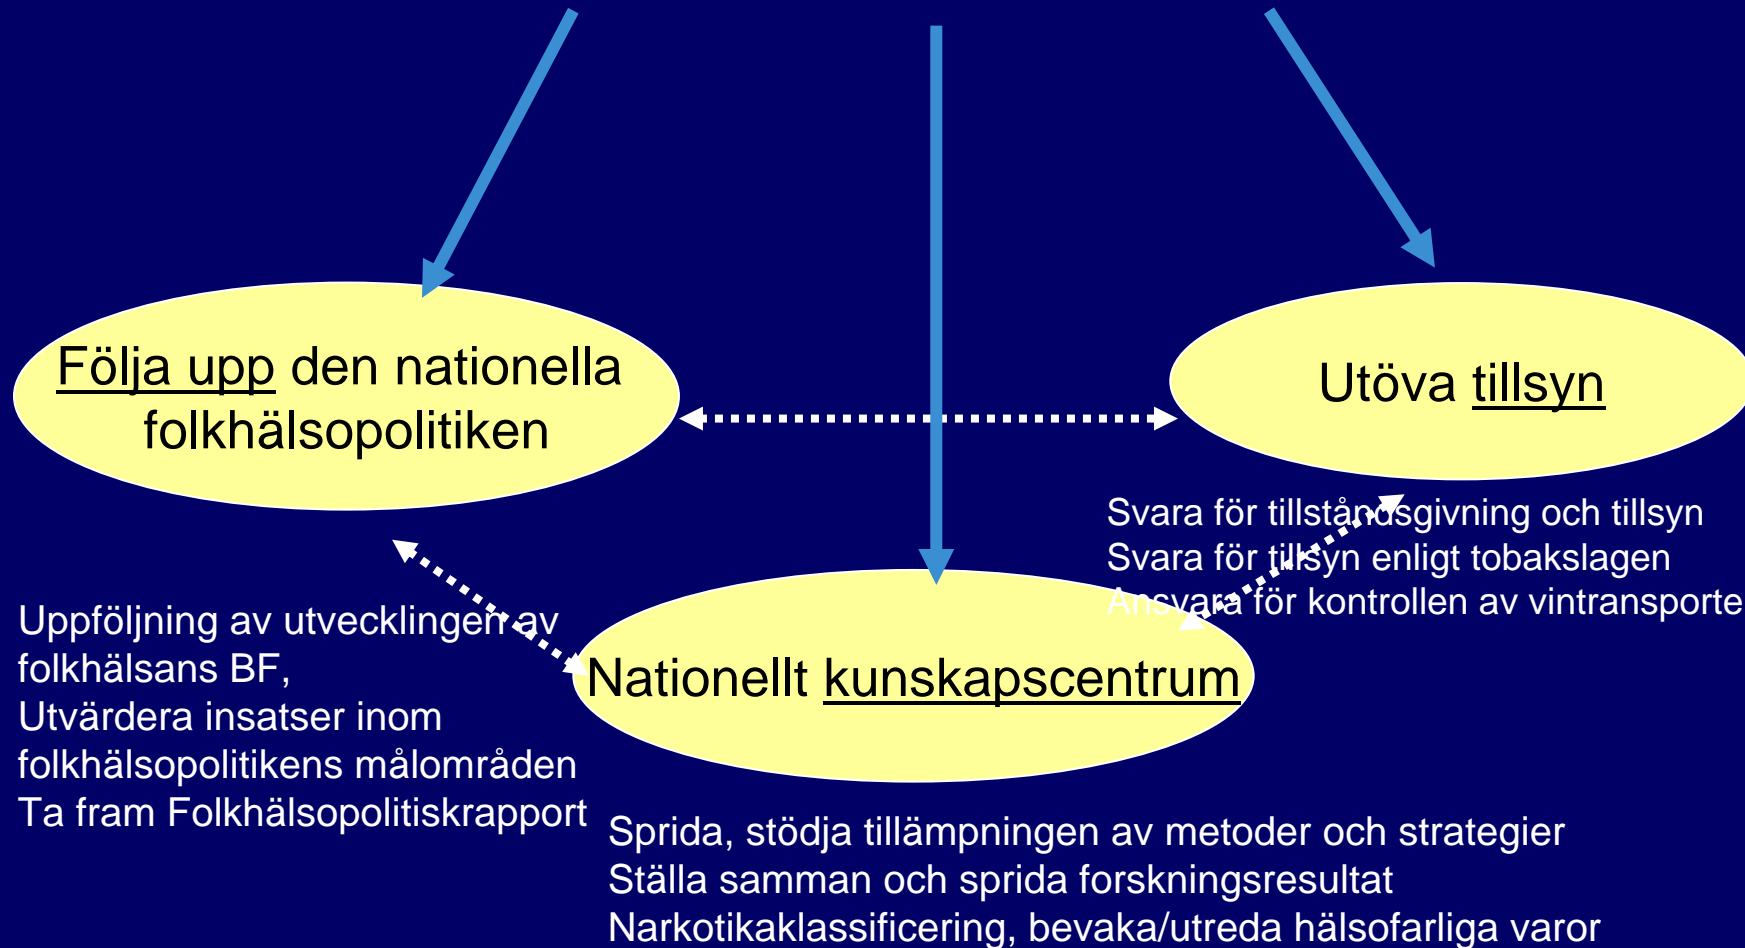 Följa upp den nationella
folkhälsopolitiken
Utöva tillsyn
Svara för tillståndsgivning och tillsyn
Svara för tillsyn enligt tobakslagen
Ansvara för kontrollen av vintransporte
Uppföljning av utvecklingen av
folkhälsans BF,
Utvärdera insatser inom
folkhälsopolitikens målområden
Ta fram Folkhälsopolitiskrapport
Nationellt kunskapscentrum
Sprida, stödja tillämpningen av metoder och strategier
Ställa samman och sprida forskningsresultat
Narkotikaklassificering, bevaka/utreda hälsofarliga varor